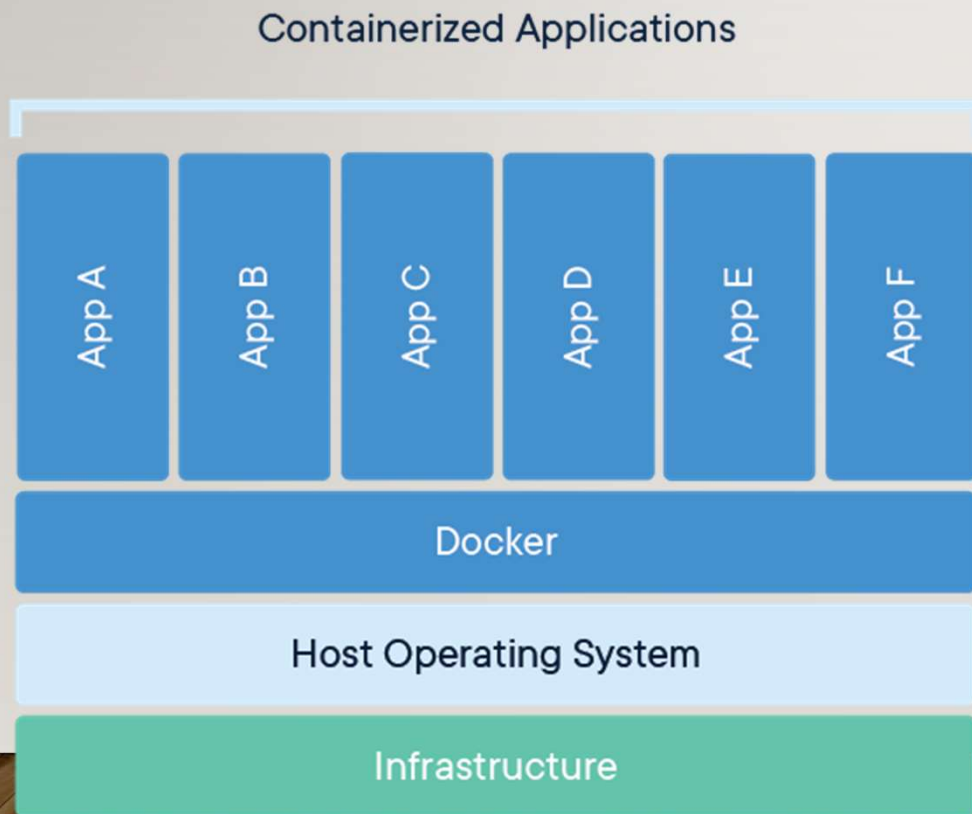 Containerized Applications
App A
App B
App C
App D
App E
App F
Docker
Host Operating System
Infrastructure